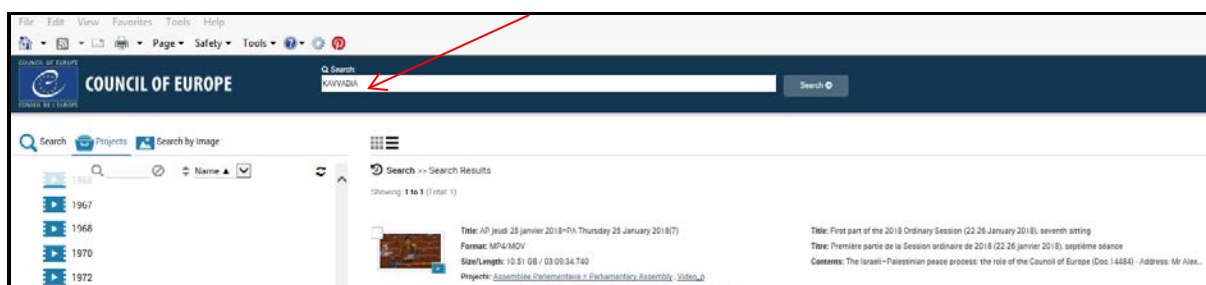 File Edit View Favorites Tools Help
Page Safety Tools
COUNCIL OF EUROPE
COUNCIL OF EUROPE
CONSEIL DE L'EUROPE
Search:
KAVVADIA
Search
Search Projects Search by Image
Name ▲
1966
1967
1968
1970
1972
Search >> Search Results
Showing: 1 to 1 (Total: 1)
Title: AP jeudi 25 janvier 2018=PA Thursday 25 January 2018(7)
Format: MP4/MOV
Size/Length: 10.51 GB / 03:09:34.740
Projects: Assemblée Parlementaire = Parliamentary Assembly , Video_p
Title: First part of the 2018 Ordinary Session (22-26 January 2018), seventh sitting
Titre: Première partie de la Session ordinaire de 2018 (22-26 janvier 2018), septième séance
Contents: The Israeli–Palestinian peace process: the role of the Council of Europe (Doc.14484) - Address: Mr Alex...